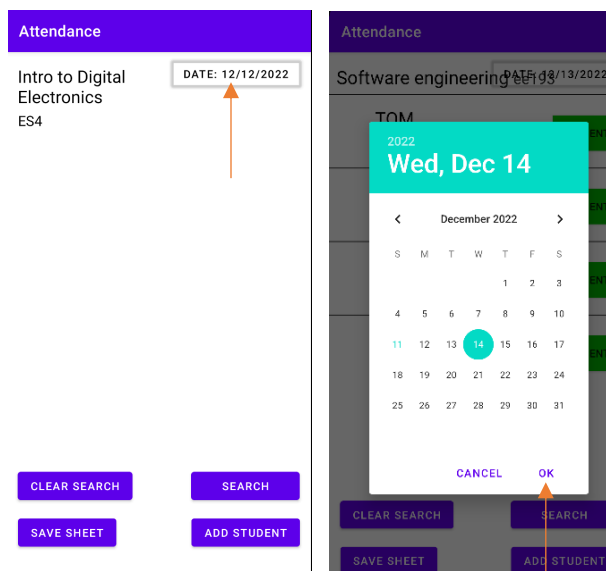 Attendance
Intro to Digital
Electronics
ES4
DATE: 12/12/2022
CLEAR SEARCH
SEARCH
SAVE SHEET
ADD STUDENT
Attendance
Software engineering ee193
/13/2022
TOM
2022
Wed, Dec 14
December 2022
S M T W T F S
1 2 3
4 5 6 7 8 9 10
11 12 13 14 15 16 17
18 19 20 21 22 23 24
25 26 27 28 29 30 31
CANCEL OK
CLEAR SEARCH
SEARCH
SAVE SHEET
ADD STUDENT